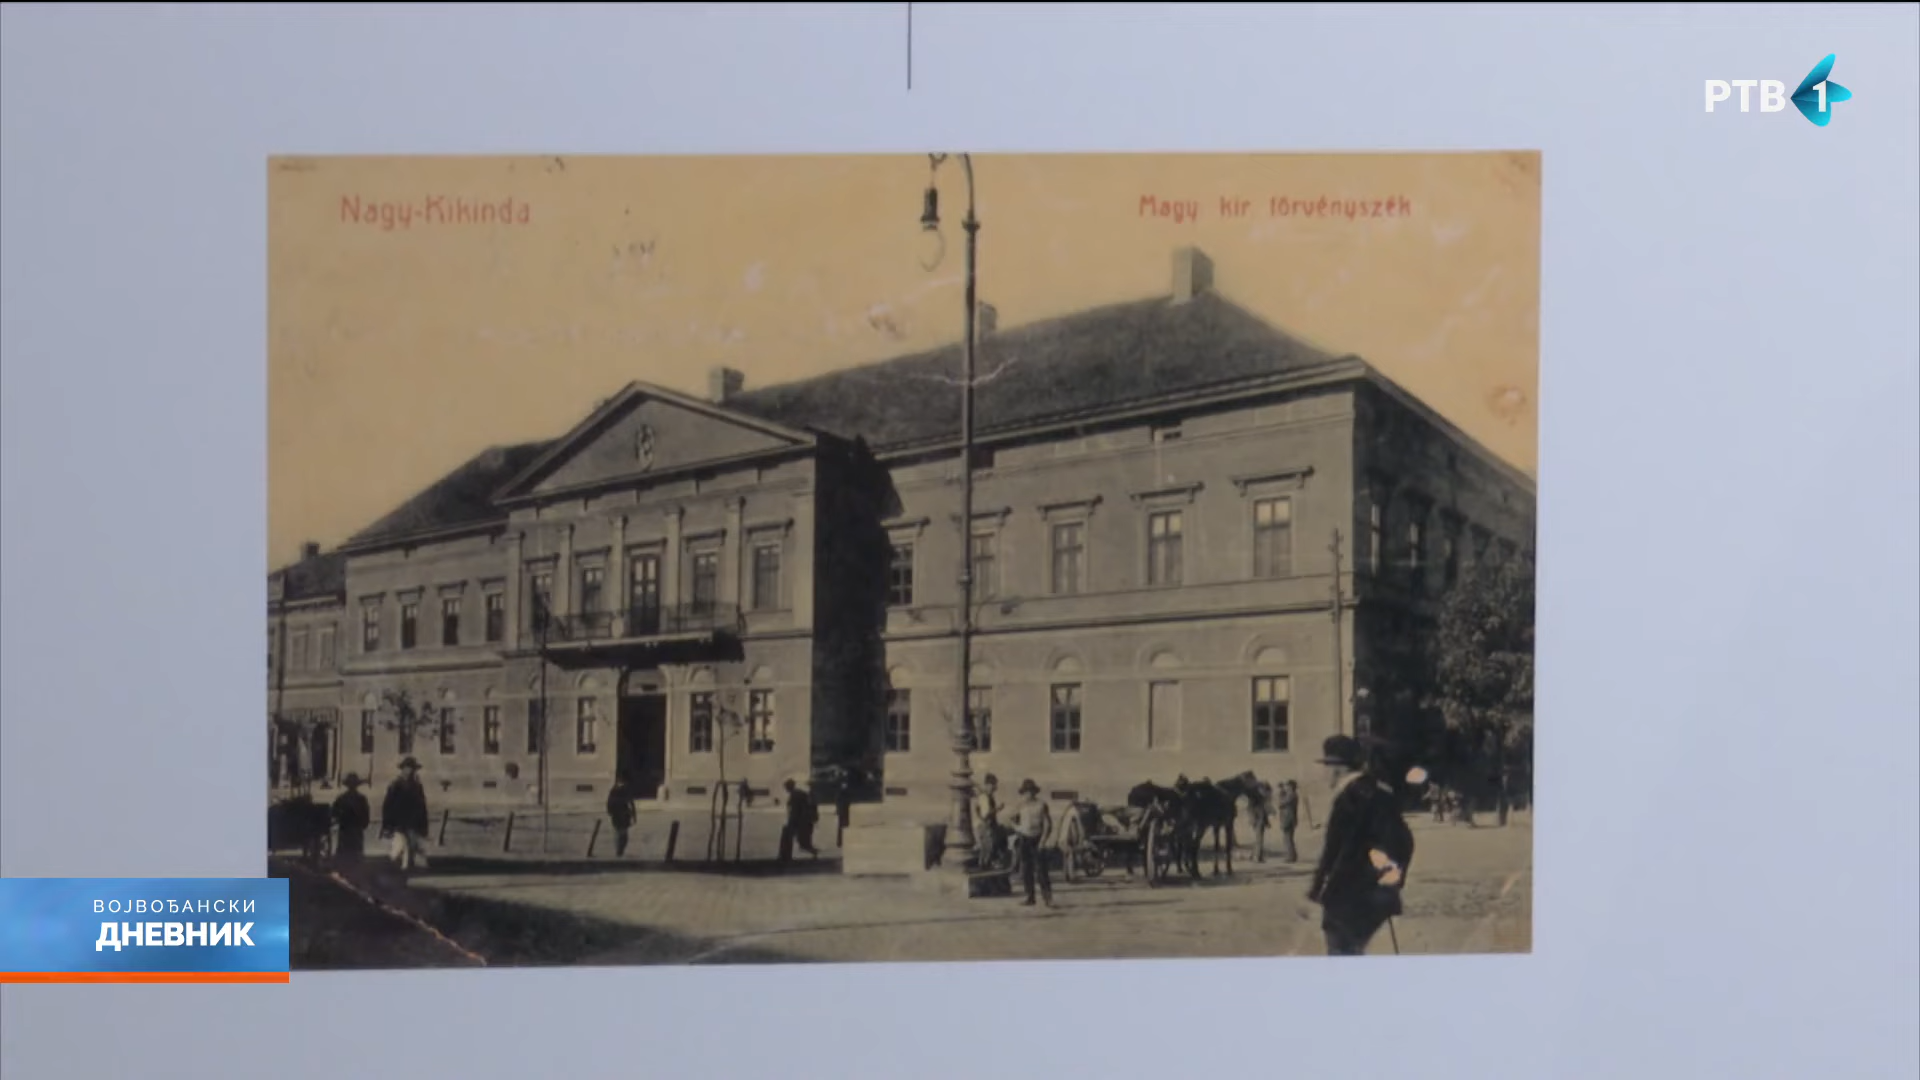 РТВ 1
Nagy-Kikinda
Magy kir törvényszék
ВОЈВОЂАНСКИ
ДНЕВНИК